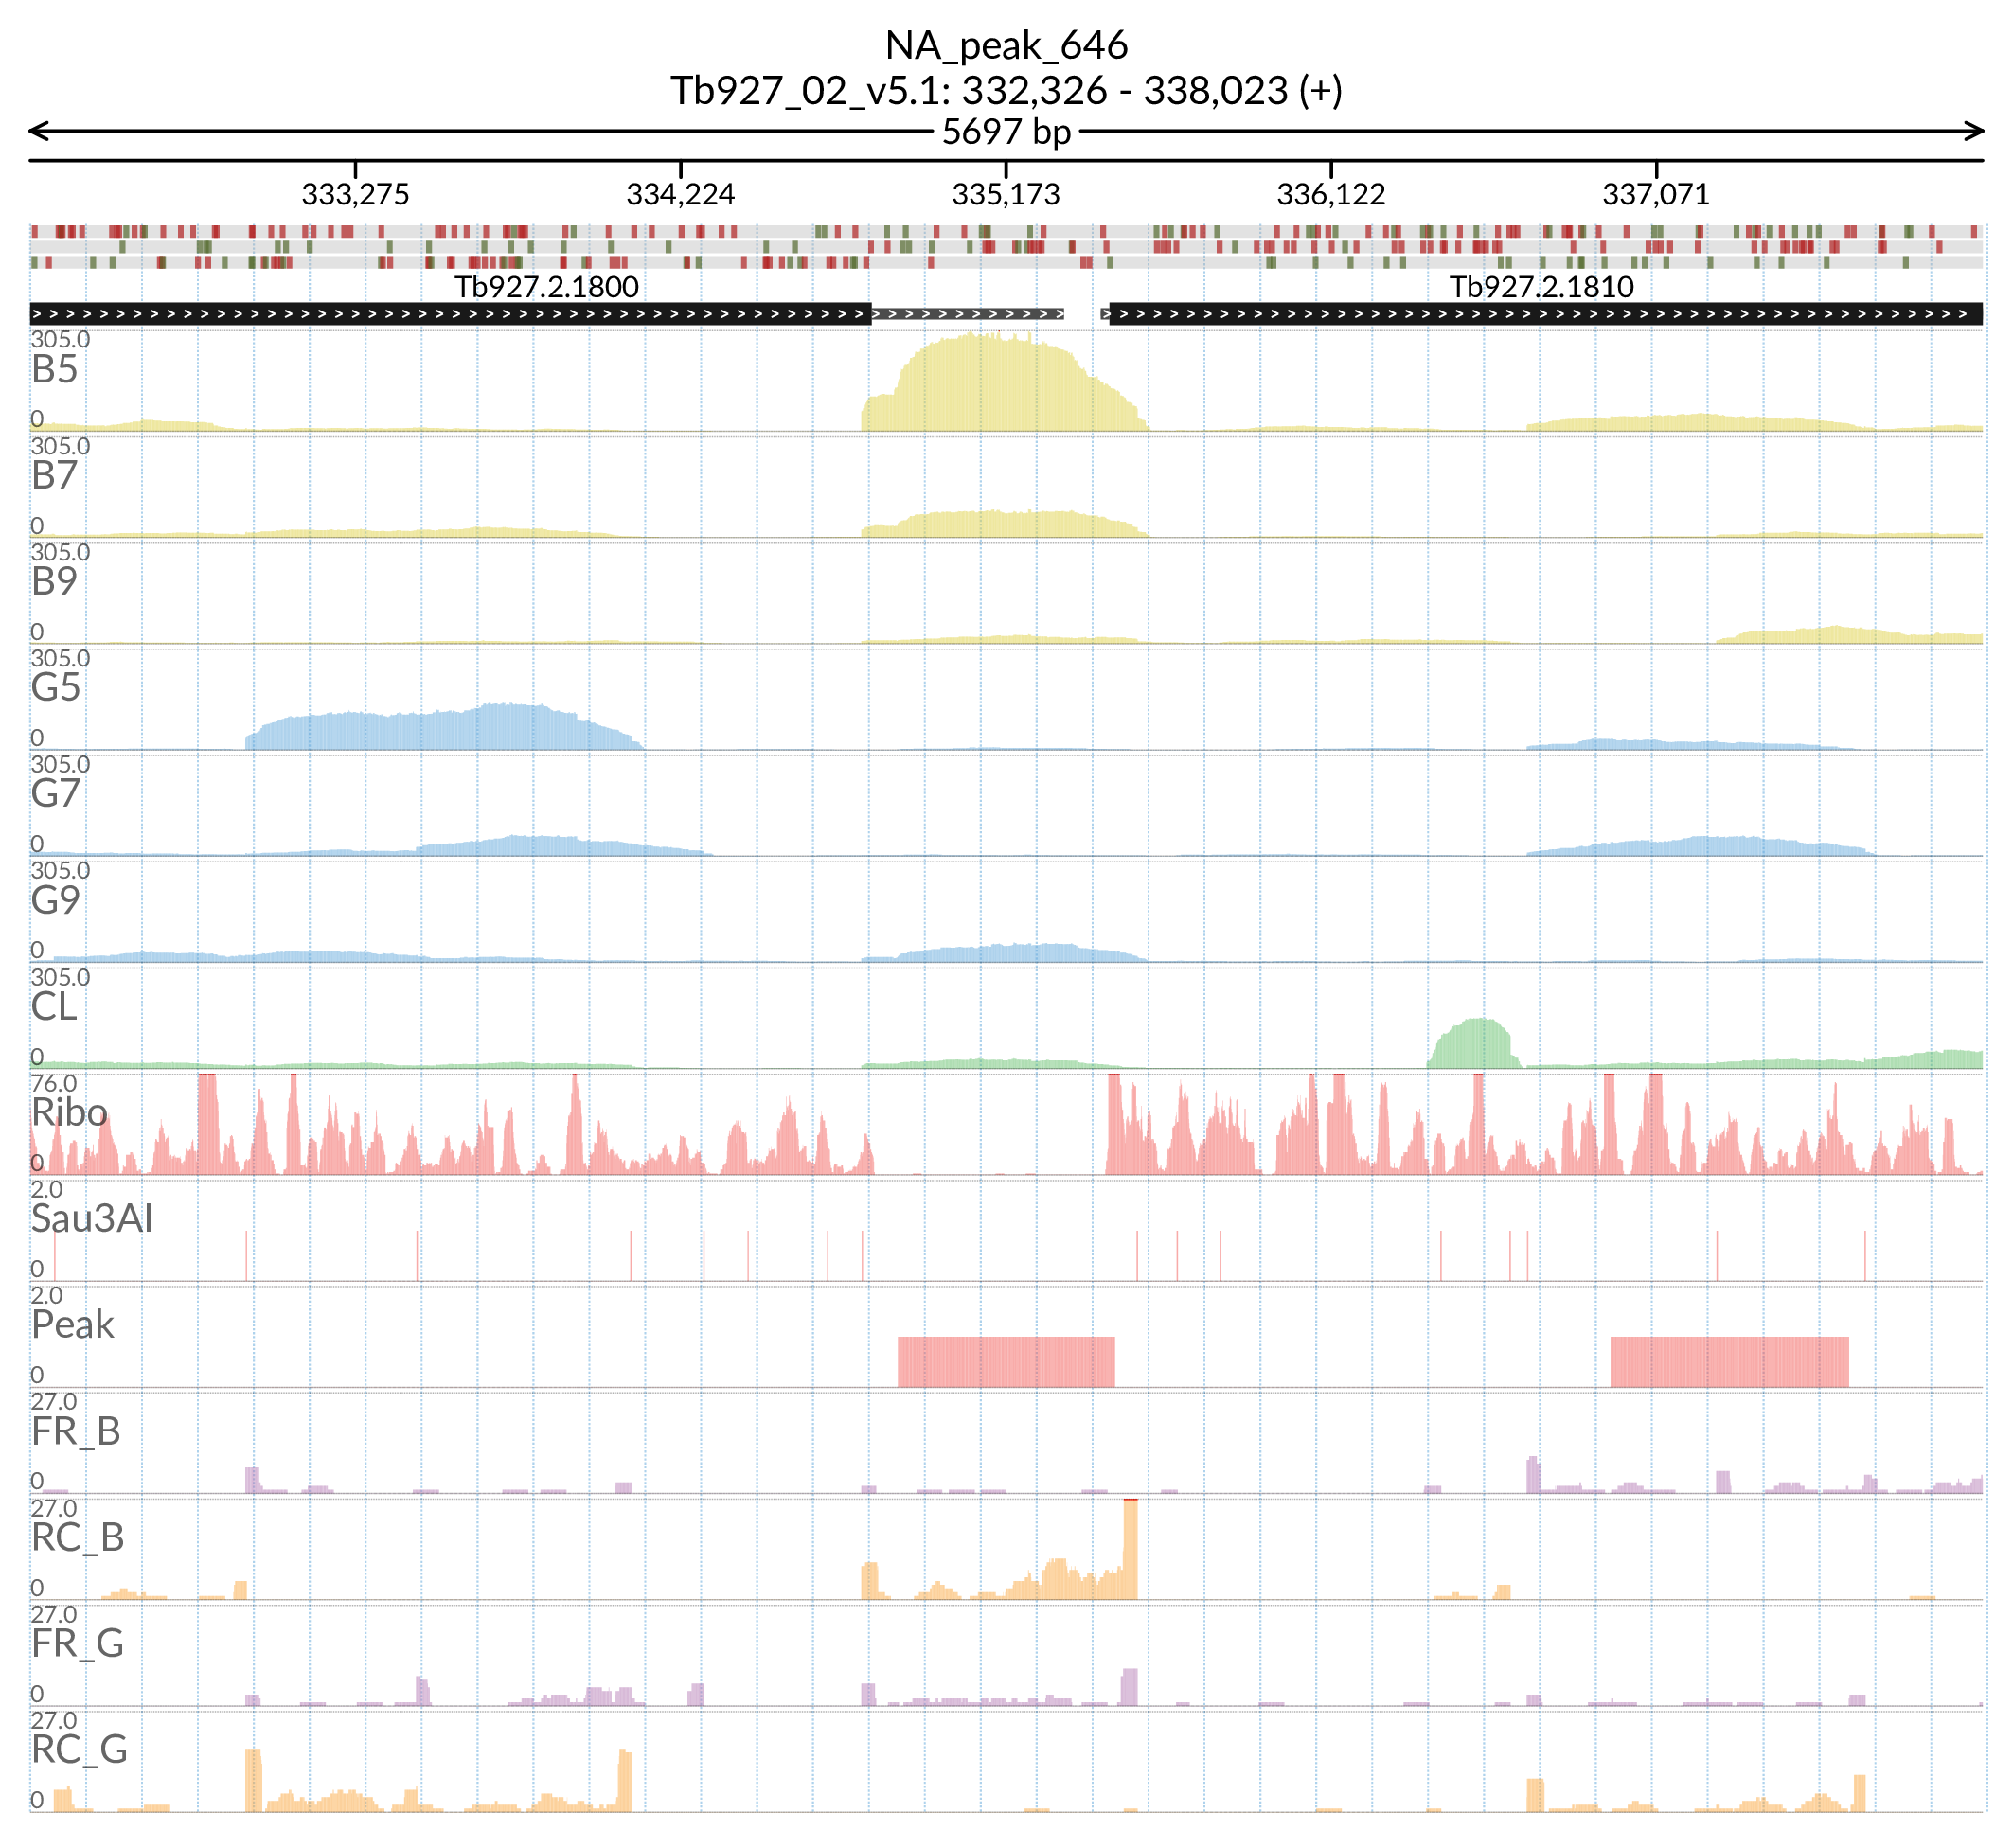 NA_peak_646
Tb927_02_v5.1: 332,326 - 338,023 (+)
5697 bp
333,275 334,224 335,173 336,122 337,071
Tb927.2.1800 Tb927.2.1810
305.0
B5
0
305.0
B7
0
305.0
B9
0
305.0
G5
0
305.0
G7
0
305.0
G9
0
305.0
CL
0
76.0
Ribo
0
2.0
Sau3AI
0
2.0
Peak
0
27.0
FR_B
0
27.0
RC_B
0
27.0
FR_G
0
27.0
RC_G
0